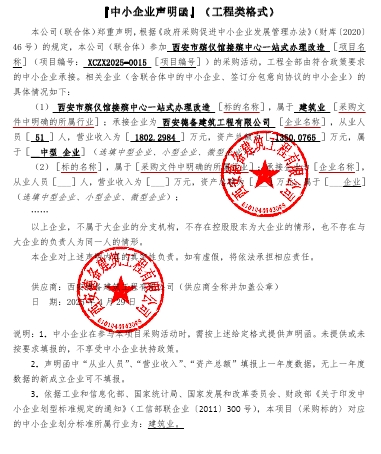 『中小企业声明函』（工程类格式）
本公司（联合体）郑重声明，根据《政府采购促进中小企业发展管理办法》（财库〔2020〕
46号）的规定，本公司（联合体）参加 西安市殡仪馆接殡中心一站式办理改造 [项目名
称]（项目编号： XCZX2025-0015 [项目编号]）的采购活动，工程全部由符合政策要求
的中小企业承接。相关企业（含联合体中的中小企业、签订分包意向协议的中小企业）的
具体情况如下：
（1） 西安市殡仪馆接殡中心一站式办理改造 [标的名称]，属于 建筑业 [采购文
件中明确的所属行业]；承接企业为 西安 建筑工程有限公司 [企业名称]，从业人
员[ 51 ]人，营业收入为[ 1802.2984 ]万元，资产总额 1350.0765 ]万元，属
于[ 中型 企业]（选填中型企业、小型企业、微型
（2）[标的名称]，属于[采购文件中明确的所属行业]；承接企业为[企业名称]，
从业人员[___]人，营业收入为[___]万元，资产总 万元，属于[___企业]
（选填中型企业、小型企业、微型企业）；
……
以上企业，不属于大企业的分支机构，不存在控股股东为大企业的情形，也不存在与
大企业的负责人为同一人的情形。
本企业对上述声明内容的真实性负责。如有虚假，将依法承担相应责任。
供应商：西安 建筑工程有限公司（供应商全称并加盖公章）
日 期：2025 29日
说明：1、中小企业在参与本项目采购活动时，需按上述给定格式提供声明函。未提供或未
按要求填报的，不享受中小企业扶持政策。
2、声明函中“从业人员”、“营业收入”、“资产总额”填报上一年度数据，无上一年度
数据的新成立企业可不填报。
3、依据工业和信息化部、国家统计局、国家发展和改革委员会、财政部《关于印发中
小企业划型标准规定的通知》（工信部联企业〔2011〕300号），本项目（采购标的）对应
的中小企业划分标准所属行业为：建筑业。